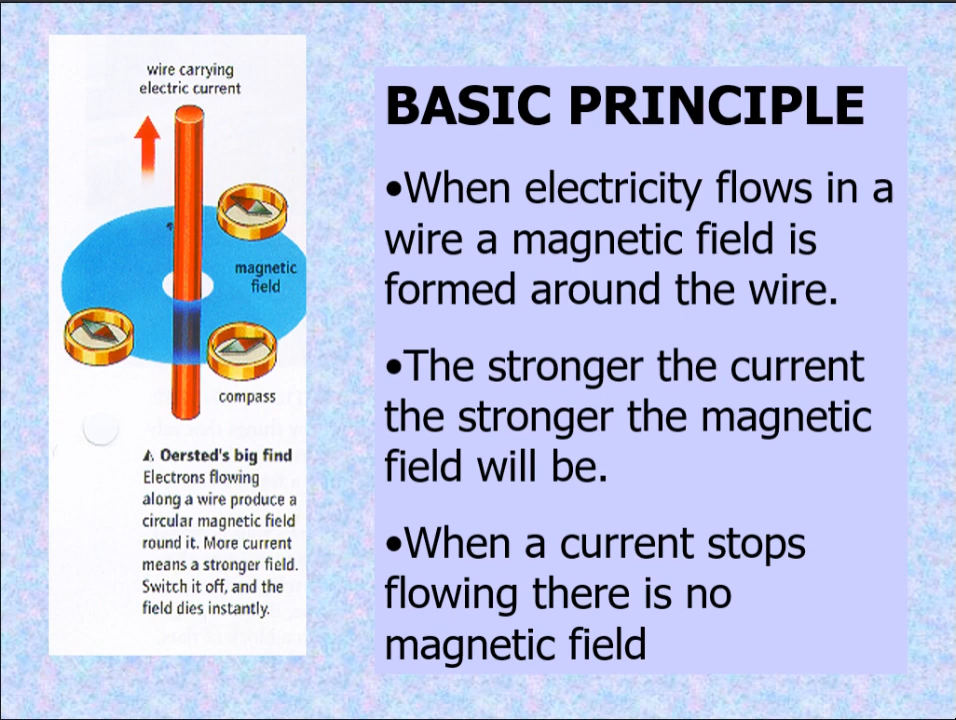 wire carrying
electric current
magnetic
field
compass
Oersted's big find
Electrons flowing
along a wire produce a
circular magnetic field
round it. More current
means a stronger field.
Switch it off, and the
field dies instantly.
BASIC PRINCIPLE
•When electricity flows in a
wire a magnetic field is
formed around the wire.
•The stronger the current
the stronger the magnetic
field will be.
•When a current stops
flowing there is no
magnetic field